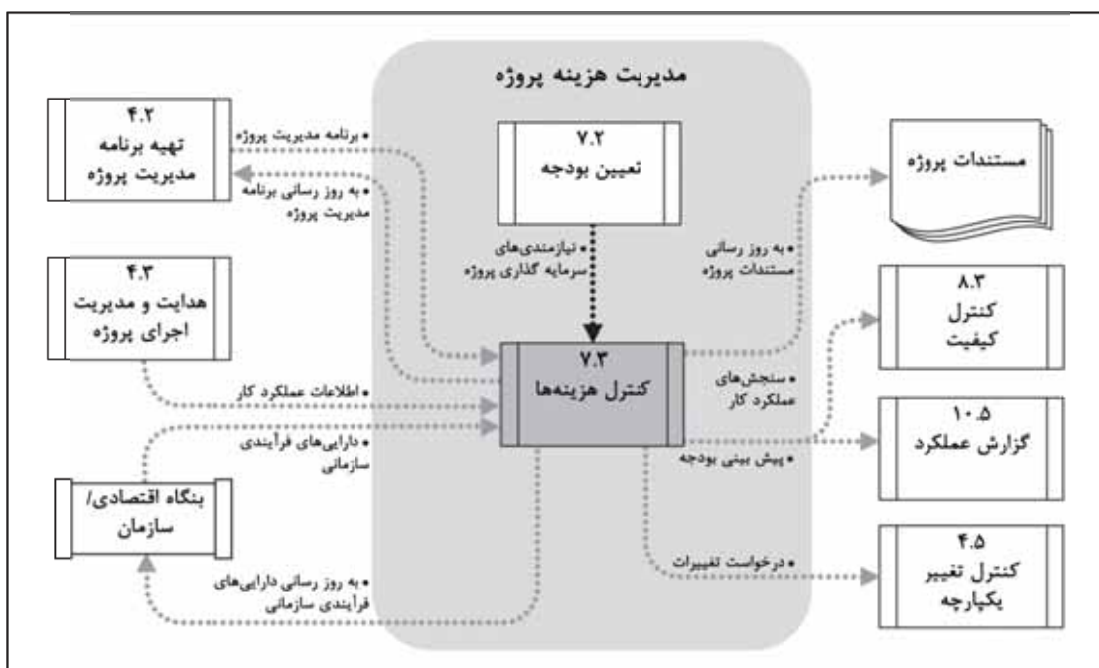 مدیریت هزینه پروژه
۴.۲
تهیه برنامه
مدیریت پروژه
• برنامه مدیریت پروژه
• به روز رسانی برنامه
مدیریت پروژه
۷.۲
تعیین بودجه
• نیازمندی‌های
سرمایه گذاری پروژه
• به روز رسانی
مستندات پروژه
مستندات پروژه
۴.۳
هدایت و مدیریت
اجرای پروژه
• اطلاعات عملکرد کار
• دارایی‌های فرآیندی
سازمانی
۷.۳
کنترل هزینه‌ها
• سنجش‌های
عملکرد کار
• پیش بینی بودجه
۸.۳
کنترل
کیفیت
۱۰.۵
گزارش عملکرد
بنگاه اقتصادی/
سازمان
• به روز رسانی دارایی‌های
فرآیندی سازمانی
• درخواست تغییرات
۴.۵
کنترل تغییر
یکپارچه